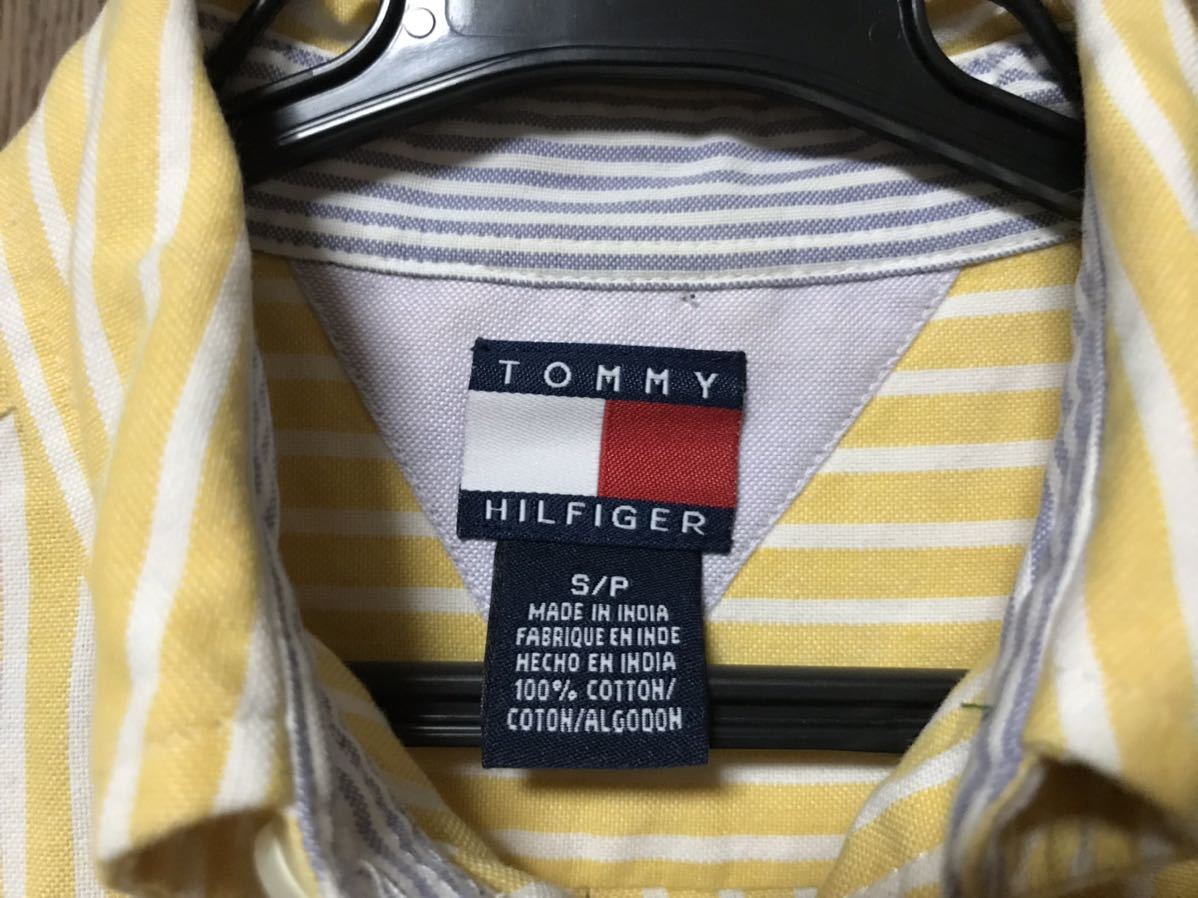 TOMMY
HILFIGER
S/P
MADE IN INDIA
FABRIQUE EN INDE
HECHO EN INDIA
100% COTTON/
COTON/ALGODON